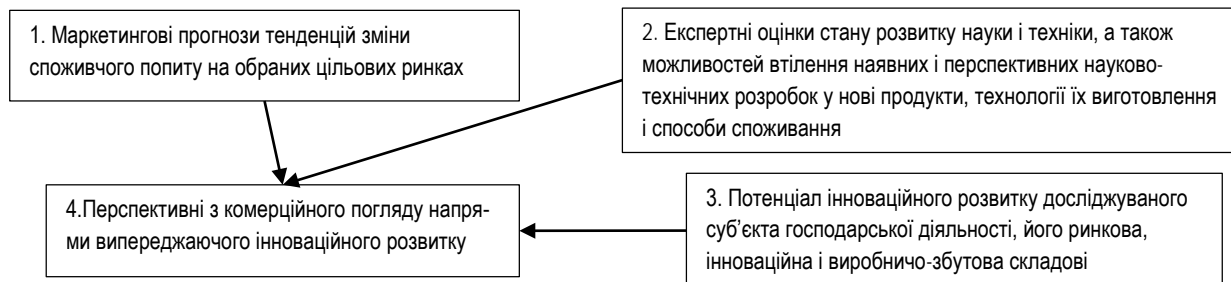 1. Маркетингові прогнози тенденцій зміни
споживчого попиту на обраних цільових ринках
2. Експертні оцінки стану розвитку науки і техніки, а також
можливостей втілення наявних і перспективних науково-
технічних розробок у нові продукти, технології їх виготовлення
і способи споживання
4.Перспективні з комерційного погляду напря-
ми випереджаючого інноваційного розвитку
3. Потенціал інноваційного розвитку досліджуваного
суб’єкта господарської діяльності, його ринкова,
інноваційна і виробничо-збутова складові